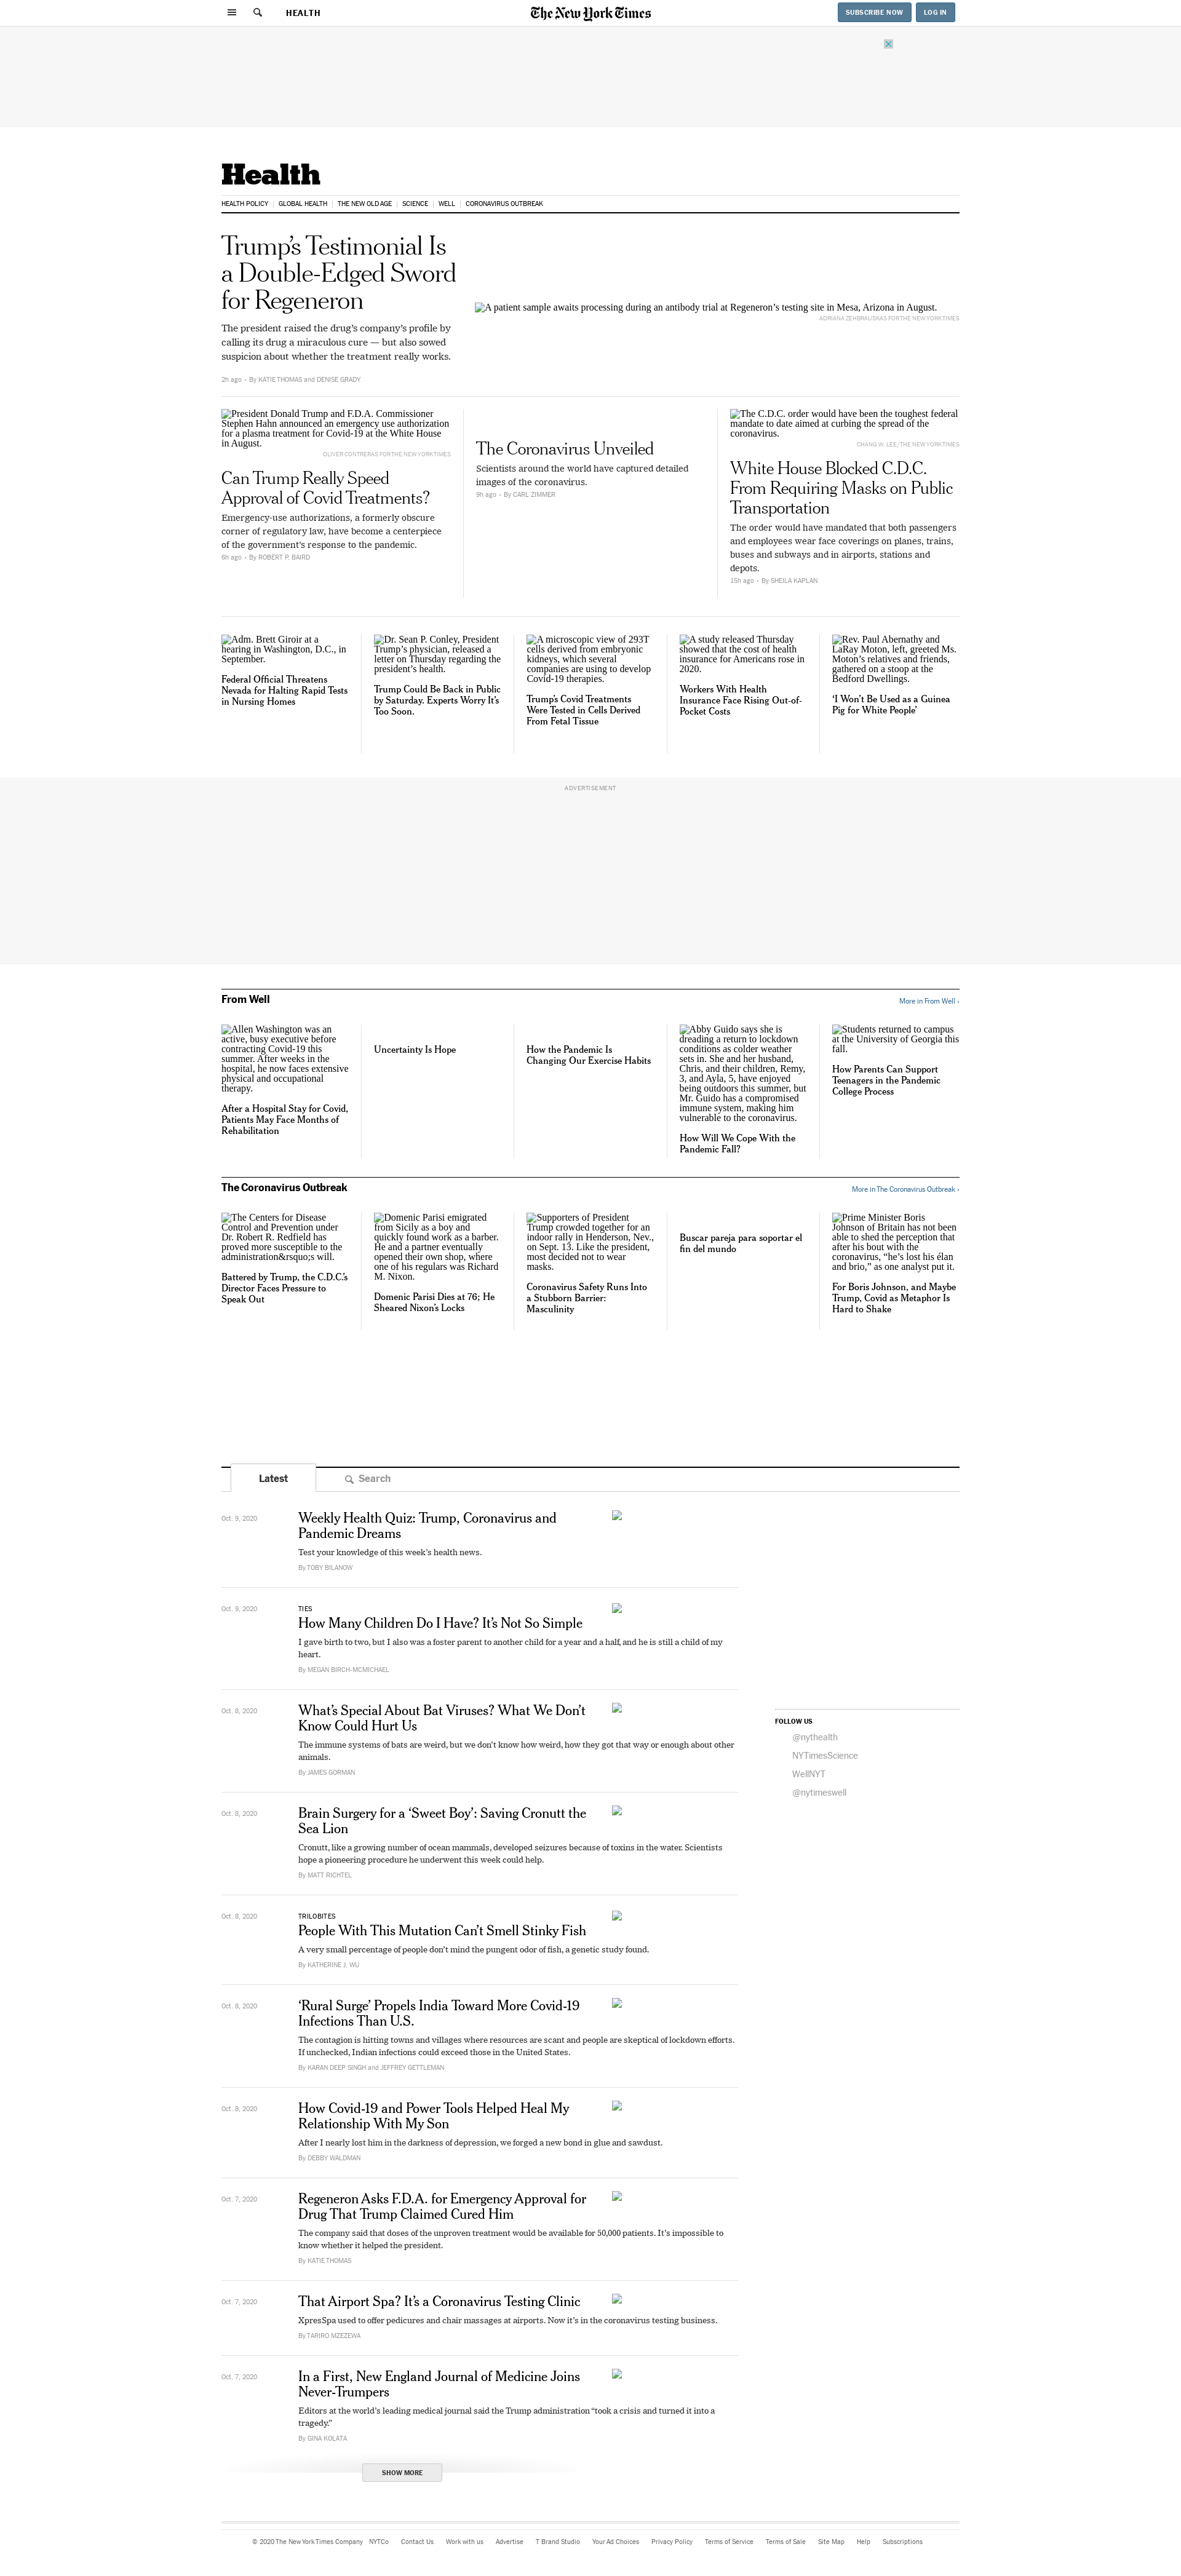 HEALTH
The New York Times
SUBSCRIBE NOW
LOG IN
Health
HEALTH POLICY
GLOBAL HEALTH
THE NEW OLD AGE
SCIENCE
WELL
CORONAVIRUS OUTBREAK
Trump’s Testimonial Is
a Double-Edged Sword
for Regeneron
The president raised the drug’s company’s profile by
calling its drug a miraculous cure — but also sowed
suspicion about whether the treatment really works.
2h ago • By KATIE THOMAS and DENISE GRADY
A patient sample awaits processing during an antibody trial at Regeneron’s testing site in Mesa, Arizona in August.
ADRIANA ZEHBRAUSKAS FOR THE NEW YORK TIMES
President Donald Trump and F.D.A. Commissioner
Stephen Hahn announced an emergency use authorization
for a plasma treatment for Covid-19 at the White House
in August.
OLIVER CONTRERAS FOR THE NEW YORK TIMES
Can Trump Really Speed
Approval of Covid Treatments?
Emergency-use authorizations, a formerly obscure
corner of regulatory law, have become a centerpiece
of the government’s response to the pandemic.
6h ago • By ROBERT P. BAIRD
The Coronavirus Unveiled
Scientists around the world have captured detailed
images of the coronavirus.
9h ago • By CARL ZIMMER
The C.D.C. order would have been the toughest federal
mandate to date aimed at curbing the spread of the
coronavirus.
CHANG W. LEE/THE NEW YORK TIMES
White House Blocked C.D.C.
From Requiring Masks on Public
Transportation
The order would have mandated that both passengers
and employees wear face coverings on planes, trains,
buses and subways and in airports, stations and
depots.
15h ago • By SHEILA KAPLAN
Adm. Brett Giroir at a
hearing in Washington, D.C., in
September.
Federal Official Threatens
Nevada for Halting Rapid Tests
in Nursing Homes
Dr. Sean P. Conley, President
Trump’s physician, released a
letter on Thursday regarding the
president’s health.
Trump Could Be Back in Public
by Saturday. Experts Worry It’s
Too Soon.
A microscopic view of 293T
cells derived from embryonic
kidneys, which several
companies are using to develop
Covid-19 therapies.
Trump’s Covid Treatments
Were Tested in Cells Derived
From Fetal Tissue
A study released Thursday
showed that the cost of health
insurance for Americans rose in
2020.
Workers With Health
Insurance Face Rising Out-of-
Pocket Costs
Rev. Paul Abernathy and
LaRay Moton, left, greeted Ms.
Moton’s relatives and friends,
gathered on a stoop at the
Bedford Dwellings.
‘I Won’t Be Used as a Guinea
Pig for White People’
ADVERTISEMENT
From Well
More in From Well ›
Allen Washington was an
active, busy executive before
contracting Covid-19 this
summer. After weeks in the
hospital, he now faces extensive
physical and occupational
therapy.
After a Hospital Stay for Covid,
Patients May Face Months of
Rehabilitation
Uncertainty Is Hope
How the Pandemic Is
Changing Our Exercise Habits
Abby Guido says she is
dreading a return to lockdown
conditions as colder weather
sets in. She and her husband,
Chris, and their children, Remy,
3, and Ayla, 5, have enjoyed
being outdoors this summer, but
Mr. Guido has a compromised
immune system, making him
vulnerable to the coronavirus.
How Will We Cope With the
Pandemic Fall?
Students returned to campus
at the University of Georgia this
fall.
How Parents Can Support
Teenagers in the Pandemic
College Process
The Coronavirus Outbreak
More in The Coronavirus Outbreak ›
The Centers for Disease
Control and Prevention under
Dr. Robert R. Redfield has
proved more susceptible to the
administration&rsquo;s will.
Battered by Trump, the C.D.C.’s
Director Faces Pressure to
Speak Out
Domenic Parisi emigrated
from Sicily as a boy and
quickly found work as a barber.
He and a partner eventually
opened their own shop, where
one of his regulars was Richard
M. Nixon.
Domenic Parisi Dies at 76; He
Sheared Nixon’s Locks
Supporters of President
Trump crowded together for an
indoor rally in Henderson, Nev.,
on Sept. 13. Like the president,
most decided not to wear
masks.
Coronavirus Safety Runs Into
a Stubborn Barrier:
Masculinity
Buscar pareja para soportar el
fin del mundo
Prime Minister Boris
Johnson of Britain has not been
able to shed the perception that
after his bout with the
coronavirus, “he’s lost his élan
and brio,” as one analyst put it.
For Boris Johnson, and Maybe
Trump, Covid as Metaphor Is
Hard to Shake
Latest
Search
Oct. 9, 2020
Weekly Health Quiz: Trump, Coronavirus and
Pandemic Dreams
Test your knowledge of this week’s health news.
By TOBY BILANOW
Oct. 9, 2020
TIES
How Many Children Do I Have? It’s Not So Simple
I gave birth to two, but I also was a foster parent to another child for a year and a half, and he is still a child of my
heart.
By MEGAN BIRCH-MCMICHAEL
Oct. 8, 2020
What’s Special About Bat Viruses? What We Don’t
Know Could Hurt Us
The immune systems of bats are weird, but we don’t know how weird, how they got that way or enough about other
animals.
By JAMES GORMAN
Oct. 8, 2020
Brain Surgery for a ‘Sweet Boy’: Saving Cronutt the
Sea Lion
Cronutt, like a growing number of ocean mammals, developed seizures because of toxins in the water. Scientists
hope a pioneering procedure he underwent this week could help.
By MATT RICHTEL
Oct. 8, 2020
TRILOBITES
People With This Mutation Can’t Smell Stinky Fish
A very small percentage of people don’t mind the pungent odor of fish, a genetic study found.
By KATHERINE J. WU
Oct. 8, 2020
‘Rural Surge’ Propels India Toward More Covid-19
Infections Than U.S.
The contagion is hitting towns and villages where resources are scant and people are skeptical of lockdown efforts.
If unchecked, Indian infections could exceed those in the United States.
By KARAN DEEP SINGH and JEFFREY GETTLEMAN
Oct. 8, 2020
How Covid-19 and Power Tools Helped Heal My
Relationship With My Son
After I nearly lost him in the darkness of depression, we forged a new bond in glue and sawdust.
By DEBBY WALDMAN
Oct. 7, 2020
Regeneron Asks F.D.A. for Emergency Approval for
Drug That Trump Claimed Cured Him
The company said that doses of the unproven treatment would be available for 50,000 patients. It’s impossible to
know whether it helped the president.
By KATIE THOMAS
Oct. 7, 2020
That Airport Spa? It’s a Coronavirus Testing Clinic
XpresSpa used to offer pedicures and chair massages at airports. Now it’s in the coronavirus testing business.
By TARIRO MZEZEWA
Oct. 7, 2020
In a First, New England Journal of Medicine Joins
Never-Trumpers
Editors at the world’s leading medical journal said the Trump administration “took a crisis and turned it into a
tragedy.”
By GINA KOLATA
SHOW MORE
FOLLOW US
@nythealth
NYTimesScience
WellNYT
@nytimeswell
© 2020 The New York Times Company
NYTCo
Contact Us
Work with us
Advertise
T Brand Studio
Your Ad Choices
Privacy Policy
Terms of Service
Terms of Sale
Site Map
Help
Subscriptions